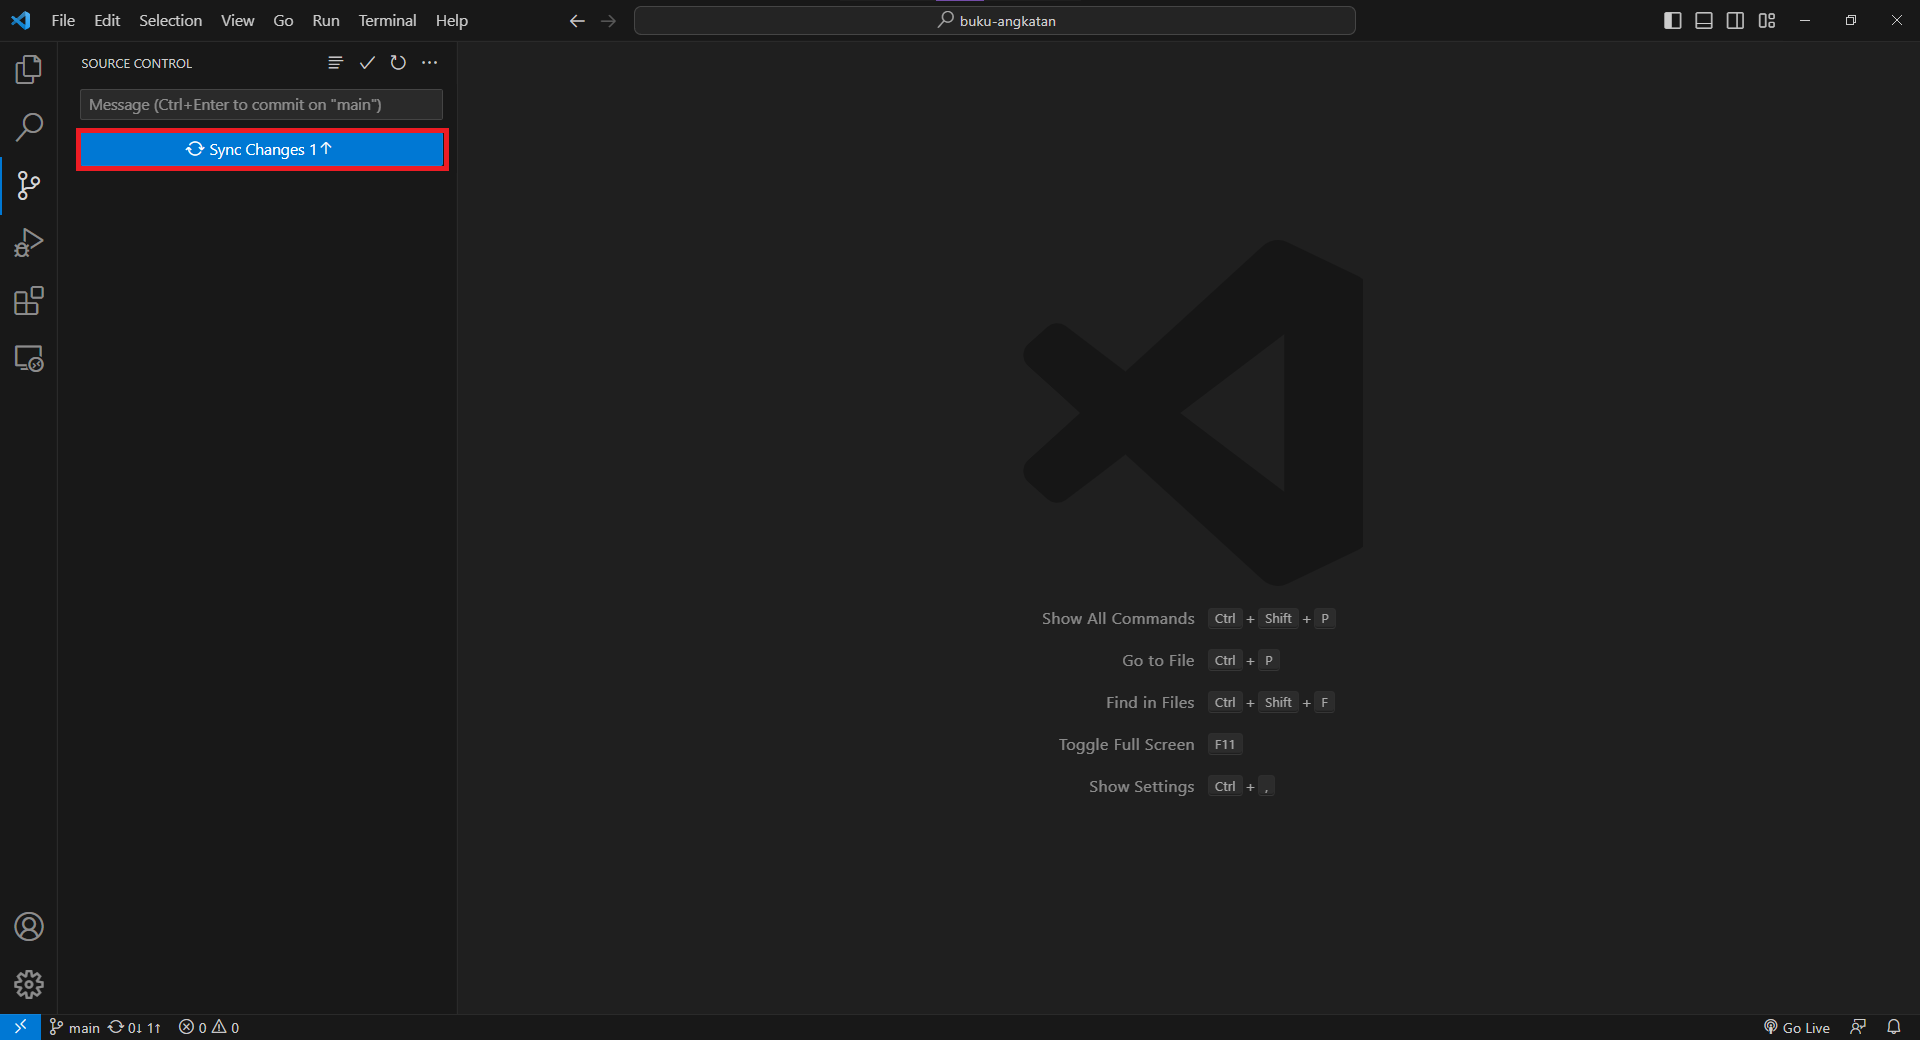 File Edit Selection View Go Run Terminal Help
buku-angkatan
SOURCE CONTROL
Message (Ctrl+Enter to commit on "main")
Sync Changes 1↑
Show All Commands Ctrl + Shift + P
Go to File Ctrl + P
Find in Files Ctrl + Shift + F
Toggle Full Screen F11
Show Settings Ctrl + ,
main 0↓ 1↑ 0 0 Go Live